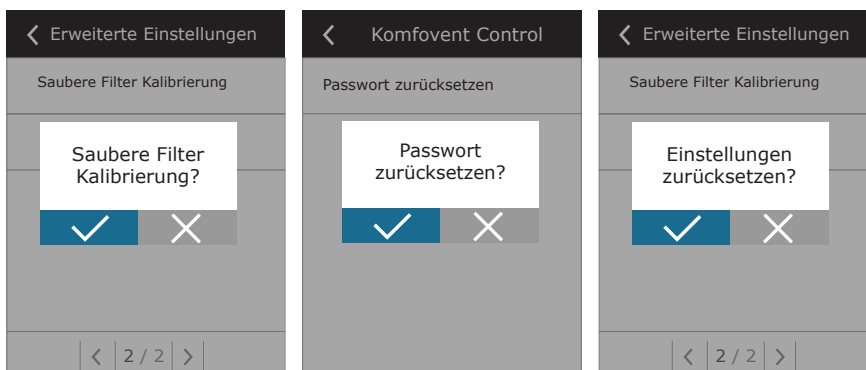 Erweiterte Einstellungen
Saubere Filter Kalibrierung
Saubere Filter
Kalibrierung?
2 / 2
Komfovent Control
Passwort zurücksetzen
Passwort
zurücksetzen?
Erweiterte Einstellungen
Saubere Filter Kalibrierung
Einstellungen
zurücksetzen?
2 / 2